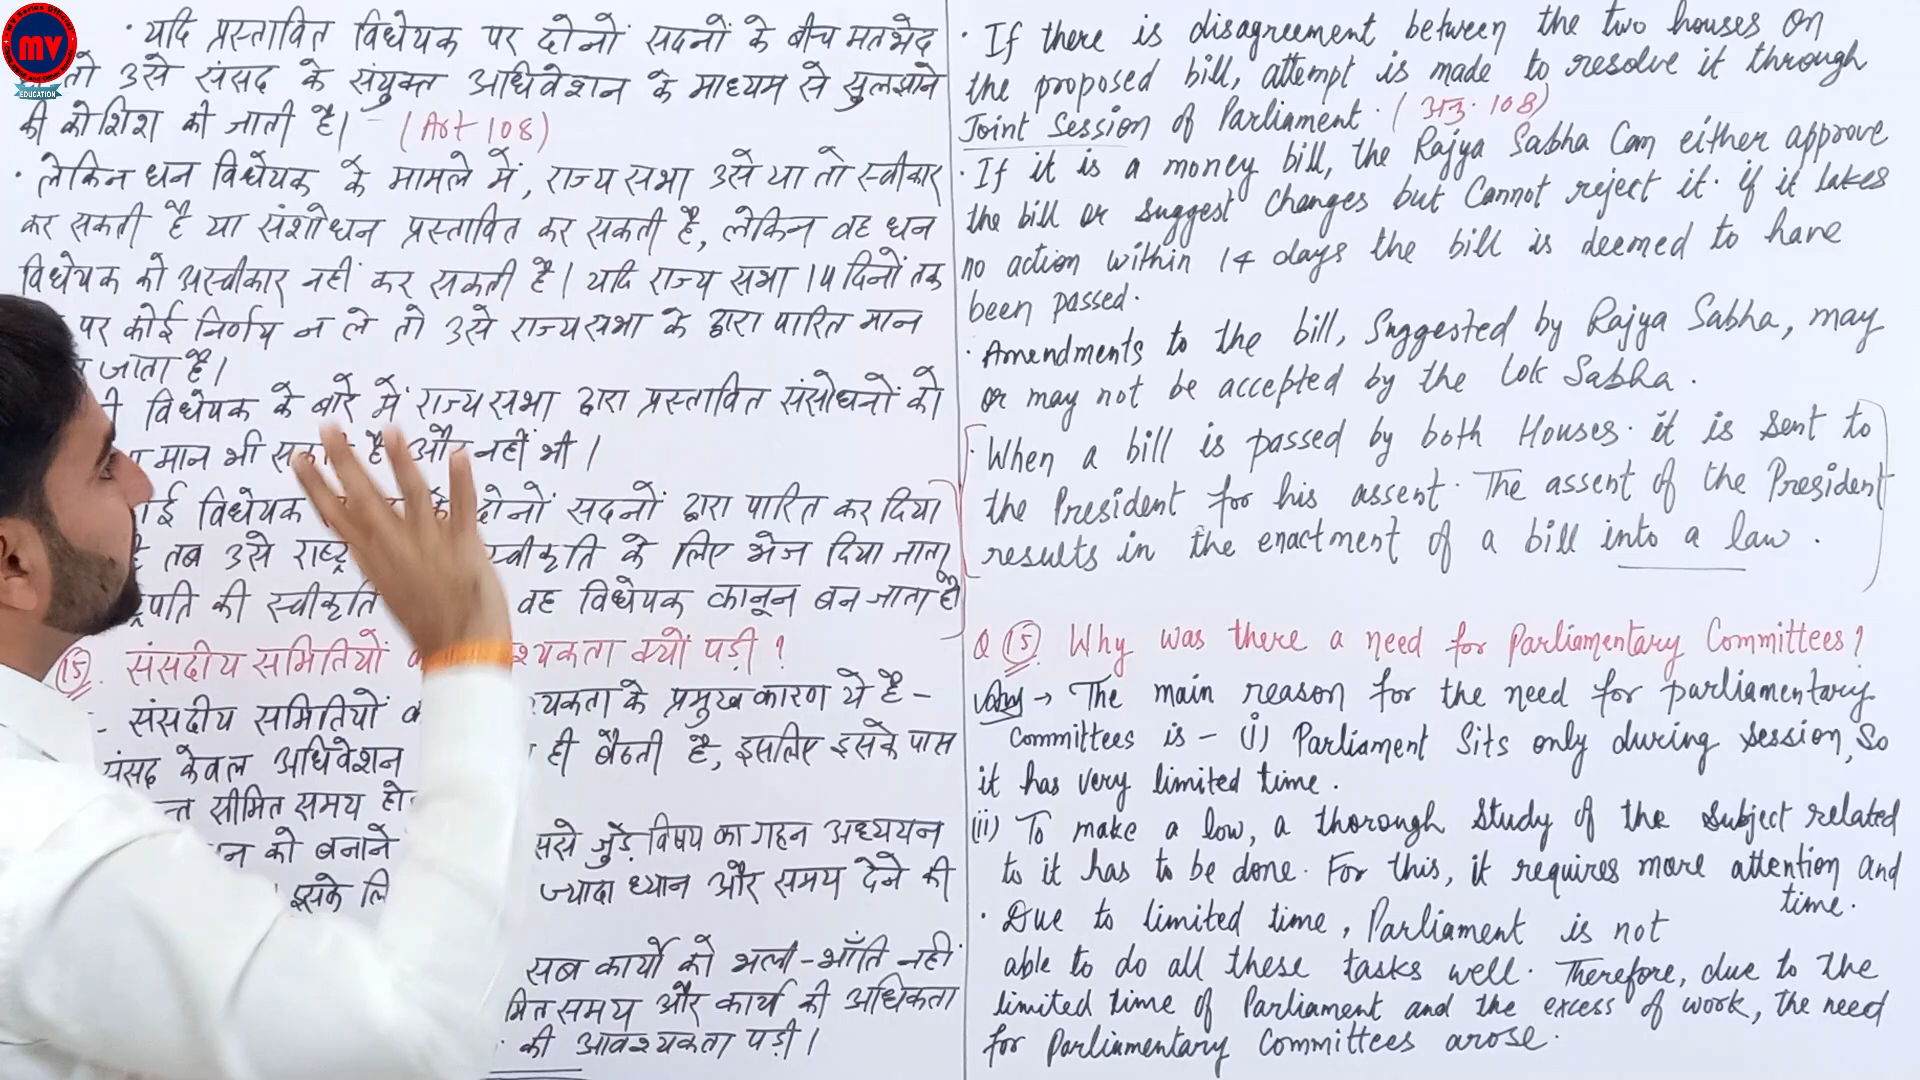 mv
EDUCATION
· यदि प्रस्तावित विधेयक पर दोनों सदनों के बीच मतभेद
तो उसे संसद के संयुक्त अधिवेशन के माध्यम से सुलझाने
की कोशिश की जाती है। - (Art 108)
· लेकिन धन विधेयक के मामले में, राज्य सभा उसे या तो स्वीकार
कर सकती है या संशोधन प्रस्तावित कर सकती है, लेकिन वह धन
विधेयक को अस्वीकार नहीं कर सकती है। यदि राज्य सभा 14 दिनों तक
पर कोई निर्णय न ले तो उसे राज्यसभा के द्वारा पारित मान
जाता है।
विधेयक के बारे में राज्यसभा द्वारा प्रस्तावित संसोधनों को
मान भी है और नहीं भी।
विधेयक दोनों सदनों द्वारा पारित कर दिया
है तब उसे के लिए भेज दिया जाता
की स्वीकृति वह विधेयक कानून बन जाता है
(15). संसदीय समितियों क्यों पड़ी ?
- संसदीय समितियों के प्रमुख कारण ये है -
संसद केवल अधिवेशन ही बैठती है, इसलिए इसके पास
सीमित समय
को बनाने जुड़े विषय का गहन अध्ययन
इसके ज्यादा ध्यान और समय देने की
सब कार्यो को भली-भाँति नहीं
समय और कार्य की अधिकता
की आवश्यकता पड़ी।
· If there is disagreement between the two houses on
the proposed bill, attempt is made to resolve it through
Joint Session of Parliament. (अनु. 108)
· If it is a money bill, the Rajya Sabha Can either approve
the bill or suggest changes but Cannot reject it. if it takes
no action within 14 days the bill is deemed to have
been passed.
· Amendments to the bill, Suggested by Rajya Sabha, may
or may not be accepted by the Lok Sabha.
· When a bill is passed by both Houses. it is sent to
the President for his assent. The assent of the President
results in the enactment of a bill into a law.
Q (15). Why was there a need for Parliamentary Committees?
Ans → The main reason for the need for parliamentary
Committees is - (i) Parliament Sits only during session, So
it has very limited time.
(ii) To make a low, a thorough Study of the Subject related
to it has to be done. For this, it requires more attention and
time.
· Due to limited time, Parliament is not
able to do all these tasks well. Therefore, due to the
limited time of Parliament and the excess of work, the need
for Parliamentary Committees arose.